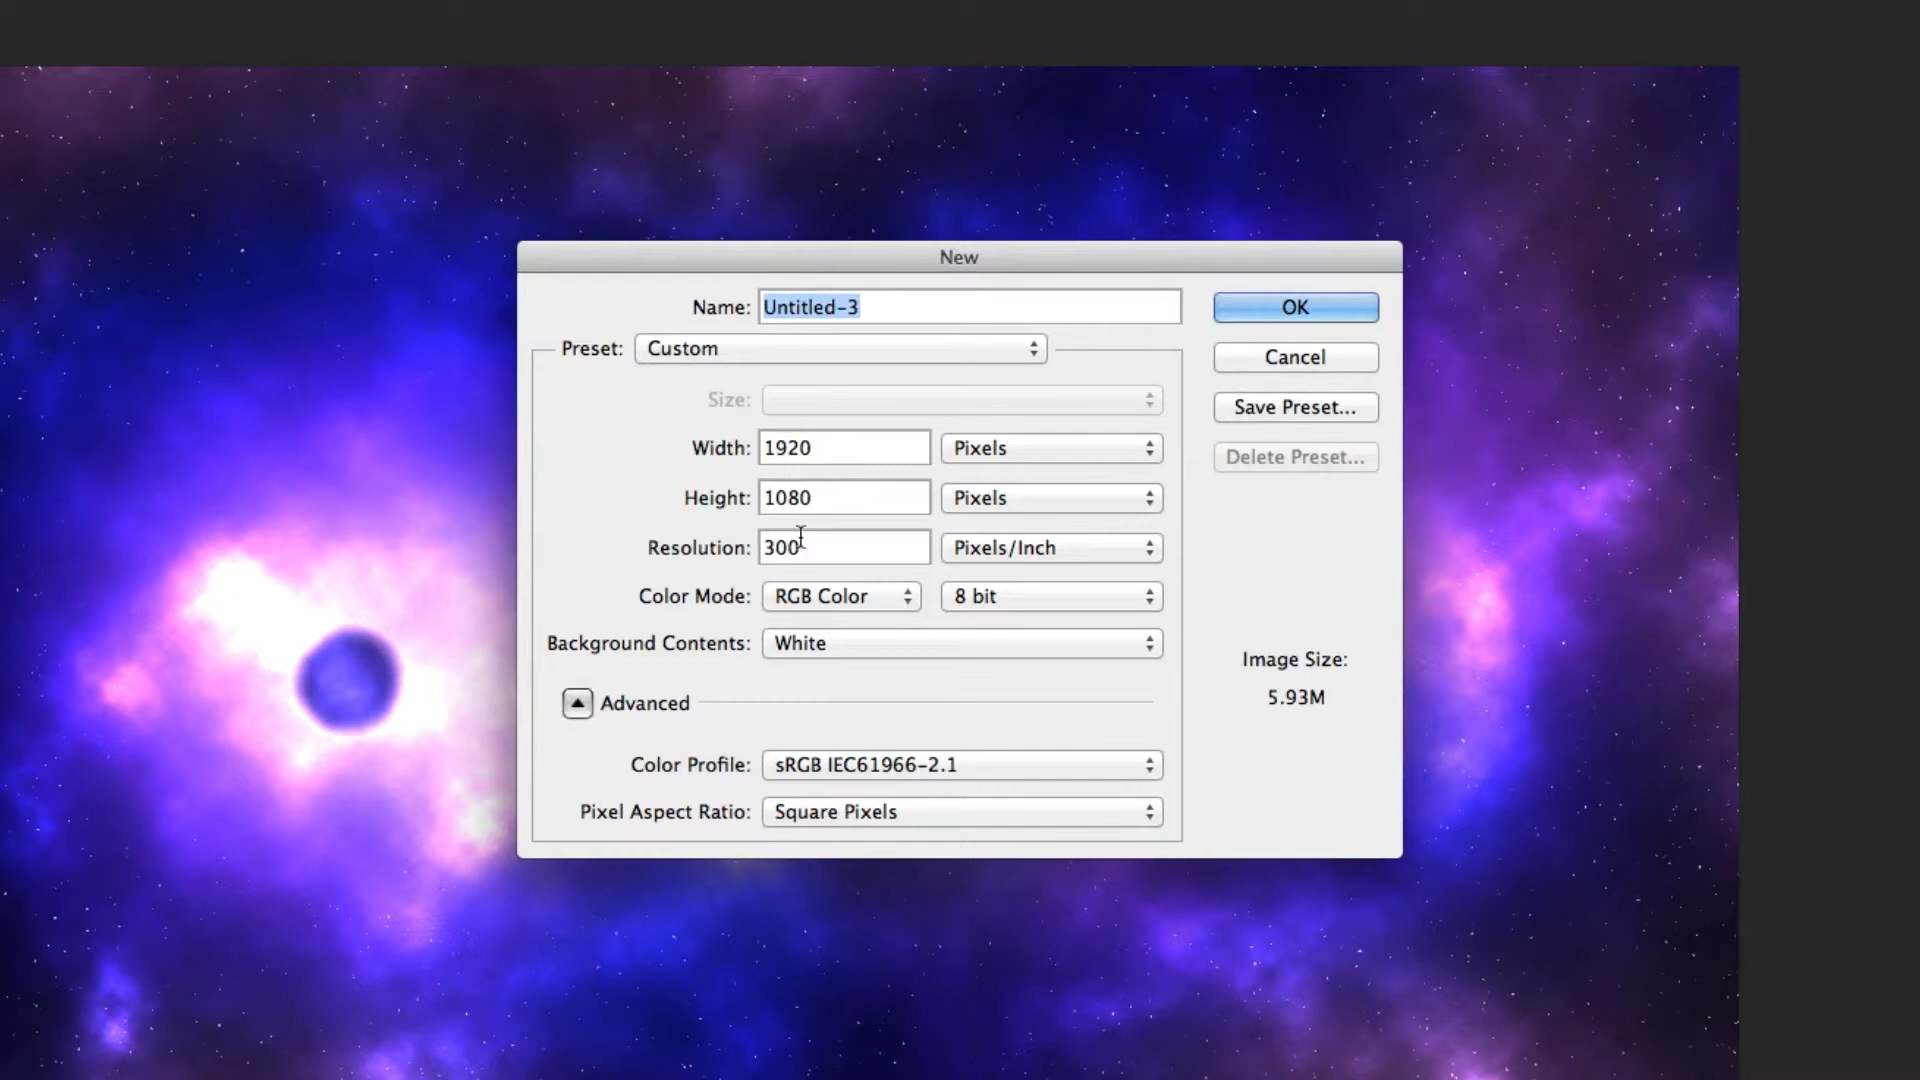 New
Name: Untitled-3
OK
Preset: Custom
Cancel
Size:
Save Preset...
Width: 1920 Pixels
Delete Preset...
Height: 1080 Pixels
Resolution: 300 Pixels/Inch
Color Mode: RGB Color 8 bit
Background Contents: White
Image Size:
5.93M
Advanced
Color Profile: sRGB IEC61966-2.1
Pixel Aspect Ratio: Square Pixels